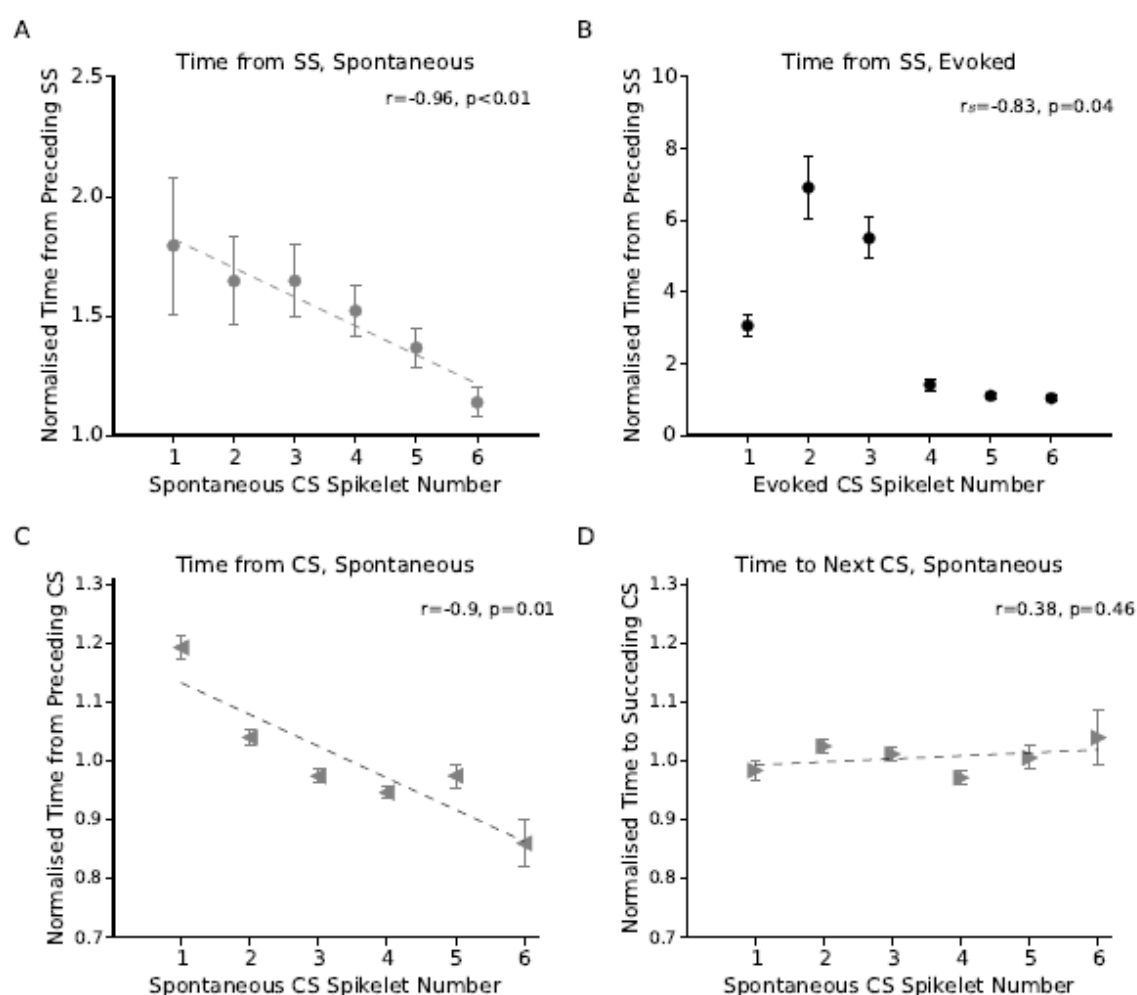 A
Time from SS, Spontaneous
r=-0.96, p<0.01
Normalised Time from Preceding SS
2.5
2.0
1.5
1.0
1 2 3 4 5 6
Spontaneous CS Spikelet Number
B
Time from SS, Evoked
rs=-0.83, p=0.04
Normalised Time from Preceding SS
10
8
6
4
2
0
1 2 3 4 5 6
Evoked CS Spikelet Number
C
Time from CS, Spontaneous
r=-0.9, p=0.01
Normalised Time from Preceding CS
1.3
1.2
1.1
1.0
0.9
0.8
0.7
1 2 3 4 5 6
Spontaneous CS Spikelet Number
D
Time to Next CS, Spontaneous
r=0.38, p=0.46
Normalised Time to Succeding CS
1.3
1.2
1.1
1.0
0.9
0.8
0.7
1 2 3 4 5 6
Spontaneous CS Spikelet Number